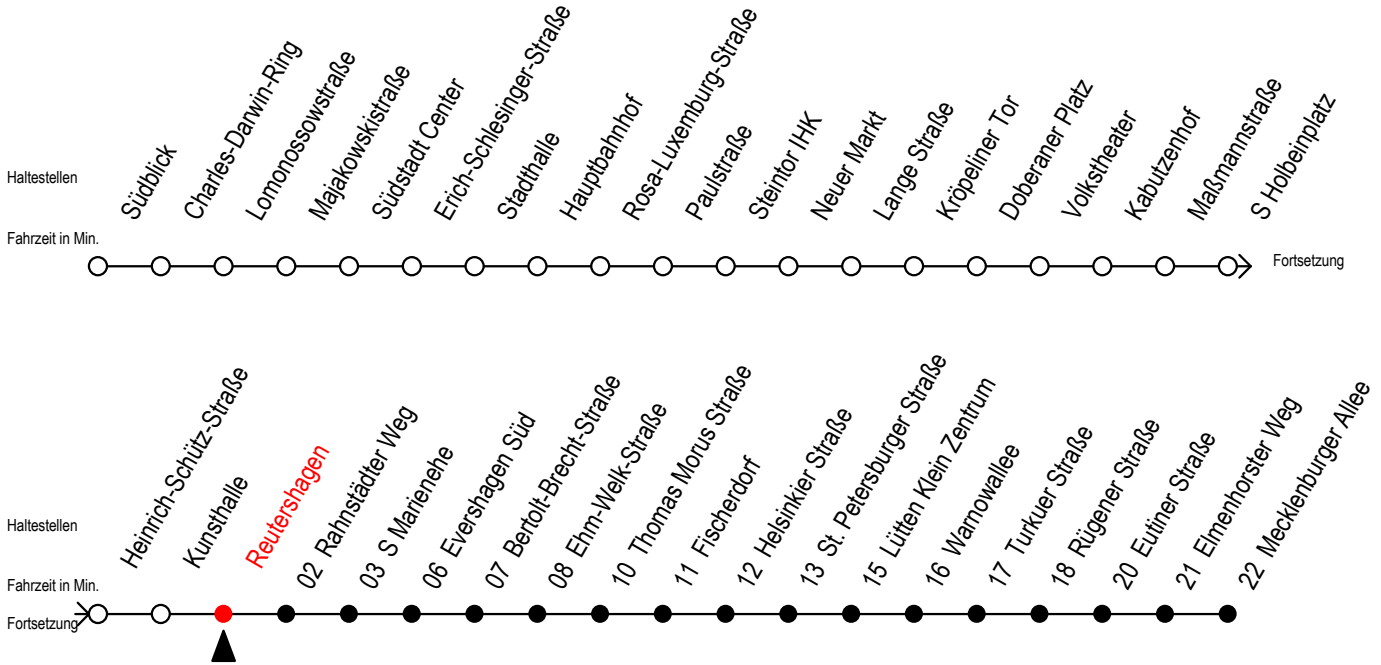 Haltestellen
Südblick
Charles-Darwin-Ring
Lomonossowstraße
Majakowskistraße
Südstadt Center
Erich-Schlesinger-Straße
Stadthalle
Hauptbahnhof
Rosa-Luxemburg-Straße
Paulstraße
Steintor IHK
Neuer Markt
Lange Straße
Kröpeliner Tor
Doberaner Platz
Volkstheater
Kabutzenhof
Maßmannstraße
S Holbeinplatz
Fahrzeit in Min.
Fortsetzung
Haltestellen
Heinrich-Schütz-Straße
Kunsthalle
Reutershagen
02 Rahnstädter Weg
03 S Marienehe
06 Evershagen Süd
07 Bertolt-Brecht-Straße
08 Ehm-Welk-Straße
10 Thomas Morus Straße
11 Fischerdorf
12 Helsinkier Straße
13 St. Petersburger Straße
15 Lütten Klein Zentrum
16 Warnowallee
17 Turkuer Straße
18 Rügener Straße
20 Eutiner Straße
21 Elmenhorster Weg
22 Mecklenburger Allee
Fahrzeit in Min.
Fortsetzung